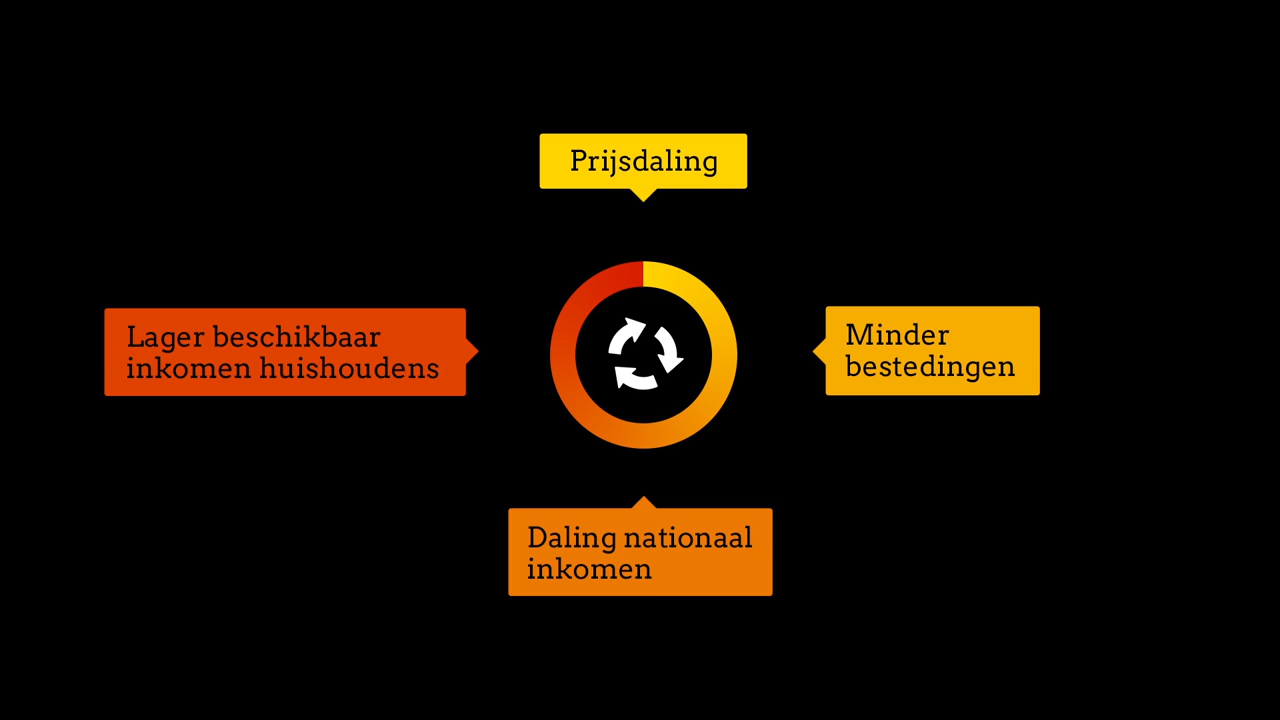 Prijsdaling
Lager beschikbaar
inkomen huishoudens
Minder
bestedingen
Daling nationaal
inkomen